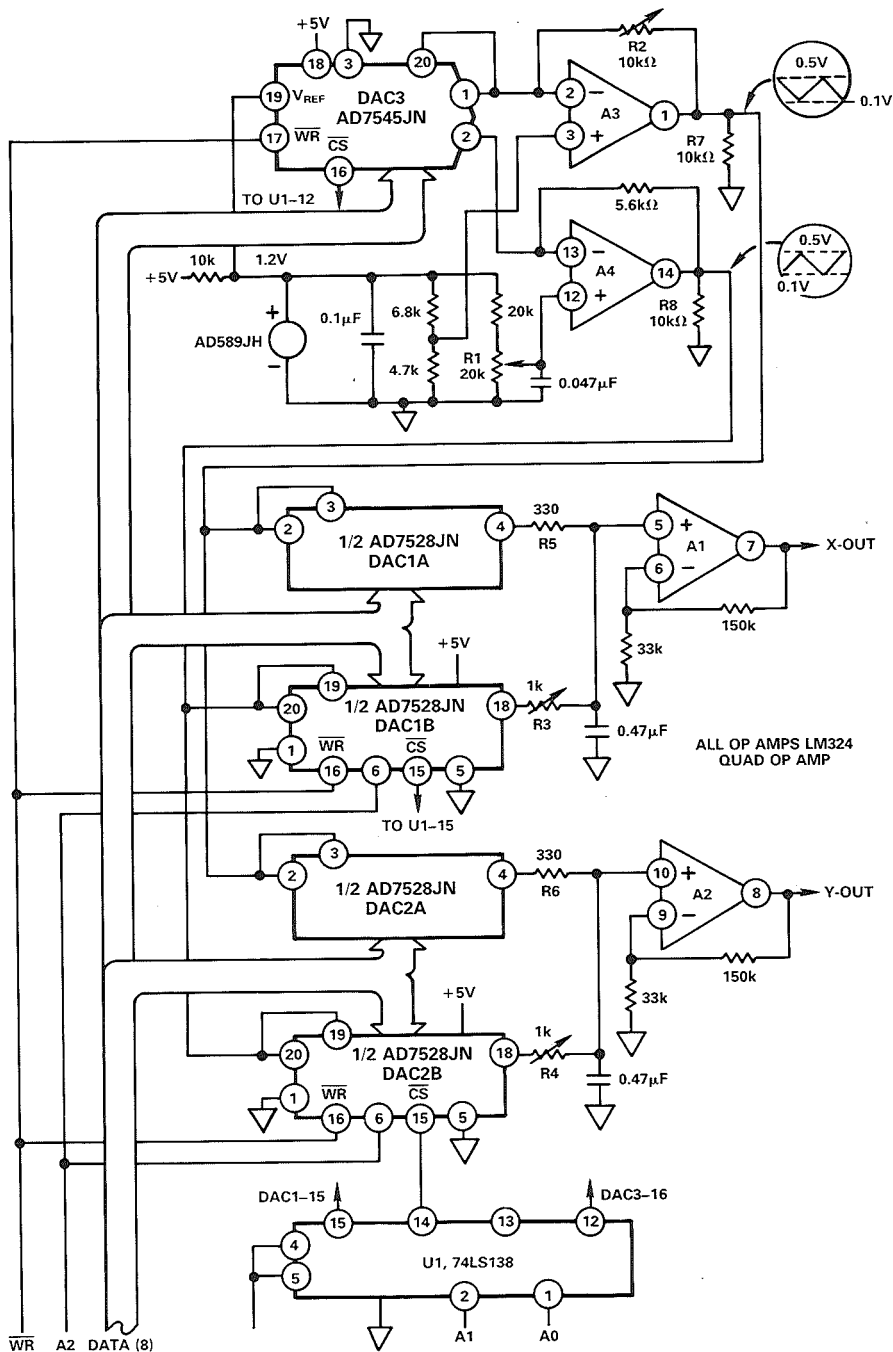 +5V
18
3
20
R2
10kΩ
DAC3
AD7545JN
19
VREF
1
2
−
A3
1
0.5V
0.1V
17
WR
CS
16
2
3
+
R7
10kΩ
TO U1-12
5.6kΩ
10k
1.2V
+5V
13
−
A4
14
0.5V
0.1V
12
+
R8
10kΩ
+
AD589JH
−
0.1μF
6.8k
20k
4.7k
R1
20k
0.047μF
3
2
1/2 AD7528JN
DAC1A
4
330
R5
5
+
A1
7
X-OUT
6
−
150k
33k
+5V
19
20
1/2 AD7528JN
DAC1B
18
1k
R3
0.47μF
1
WR
CS
16
6
15
5
TO U1-15
ALL OP AMPS LM324
QUAD OP AMP
3
2
1/2 AD7528JN
DAC2A
4
330
R6
10
+
A2
8
Y-OUT
9
−
150k
33k
+5V
19
20
1/2 AD7528JN
DAC2B
18
1k
R4
0.47μF
1
WR
CS
16
6
15
5
DAC1-15
DAC3-16
15
14
13
12
4
5
U1, 74LS138
2
1
A1
A0
WR
A2
DATA (8)